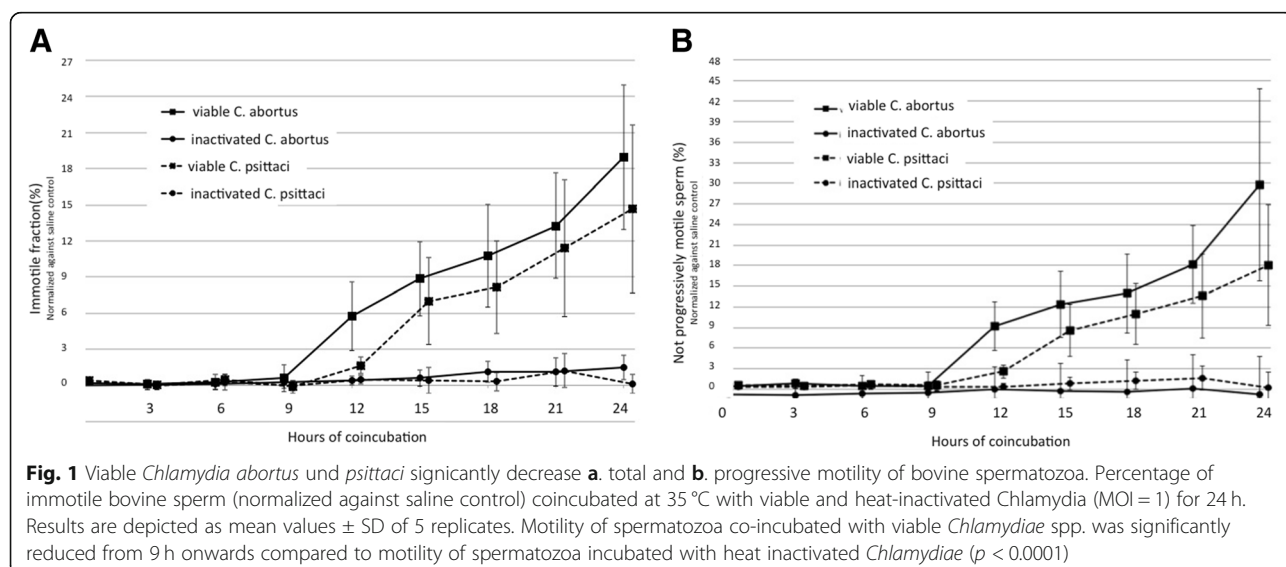 A
27
24
21
18
15
12
9
6
3
0
Immotile fraction(%)
Normalized against saline control
viable C. abortus
inactivated C. abortus
viable C. psittaci
inactivated C. psittaci
3 6 9 12 15 18 21 24
Hours of coincubation
B
48
45
42
39
36
33
30
27
24
21
18
15
12
9
6
3
0
Not progressively motile sperm (%)
Normalized against saline control
viable C. abortus
inactivated C. abortus
viable C. psittaci
inactivated C. psittaci
0 3 6 9 12 15 18 21 24
Hours of coincubation
Fig. 1 Viable Chlamydia abortus und psittaci signicantly decrease a. total and b. progressive motility of bovine spermatozoa. Percentage of
immotile bovine sperm (normalized against saline control) coincubated at 35 °C with viable and heat-inactivated Chlamydia (MOI = 1) for 24 h.
Results are depicted as mean values ± SD of 5 replicates. Motility of spermatozoa co-incubated with viable Chlamydiae spp. was significantly
reduced from 9 h onwards compared to motility of spermatozoa incubated with heat inactivated Chlamydiae (p < 0.0001)